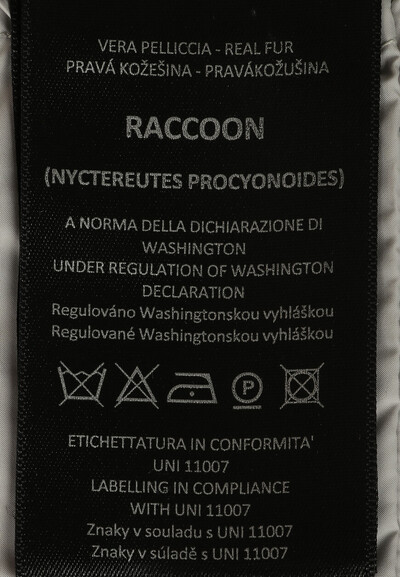 VERA PELLICCIA - REAL FUR
PRAVÁ KOŽEŠINA - PRAVÁKOŽUŠINA
RACCOON
(NYCTEREUTES PROCYONOIDES)
A NORMA DELLA DICHIARAZIONE DI
WASHINGTON
UNDER REGULATION OF WASHINGTON
DECLARATION
Regulováno Washingtonskou vyhláškou
Regulované Washingtonskou vyhláškou
P
ETICHETTATURA IN CONFORMITA'
UNI 11007
LABELLING IN COMPLIANCE
WITH UNI 11007
Znaky v souladu s UNI 11007
Znaky v súladě s UNI 11007